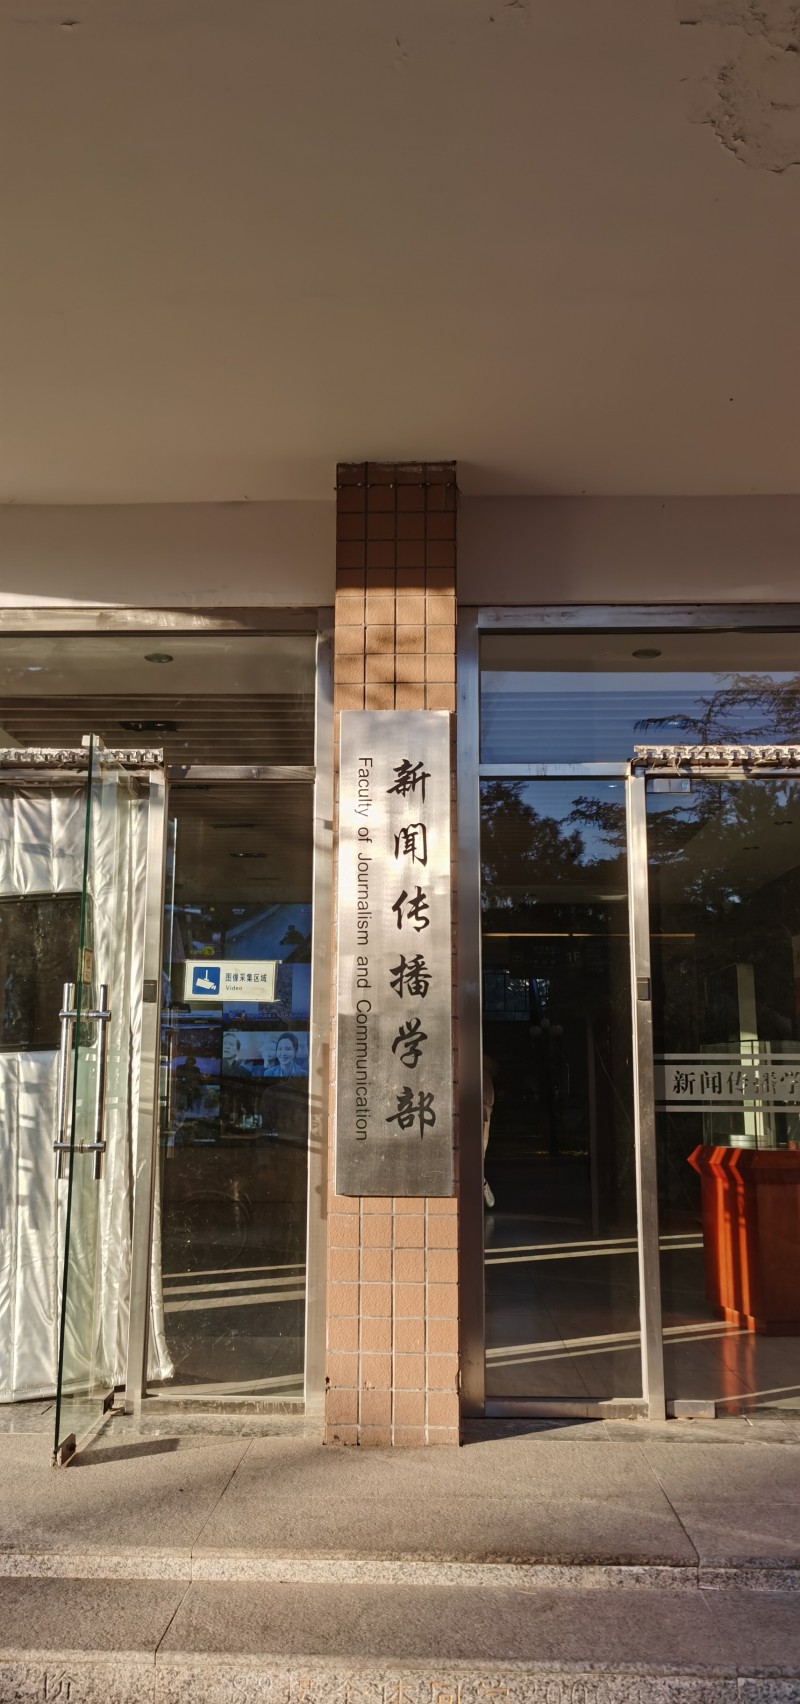 新闻传播学部
Faculty of Journalism and Communication
图像采集区域
Video
新闻传播学
1F